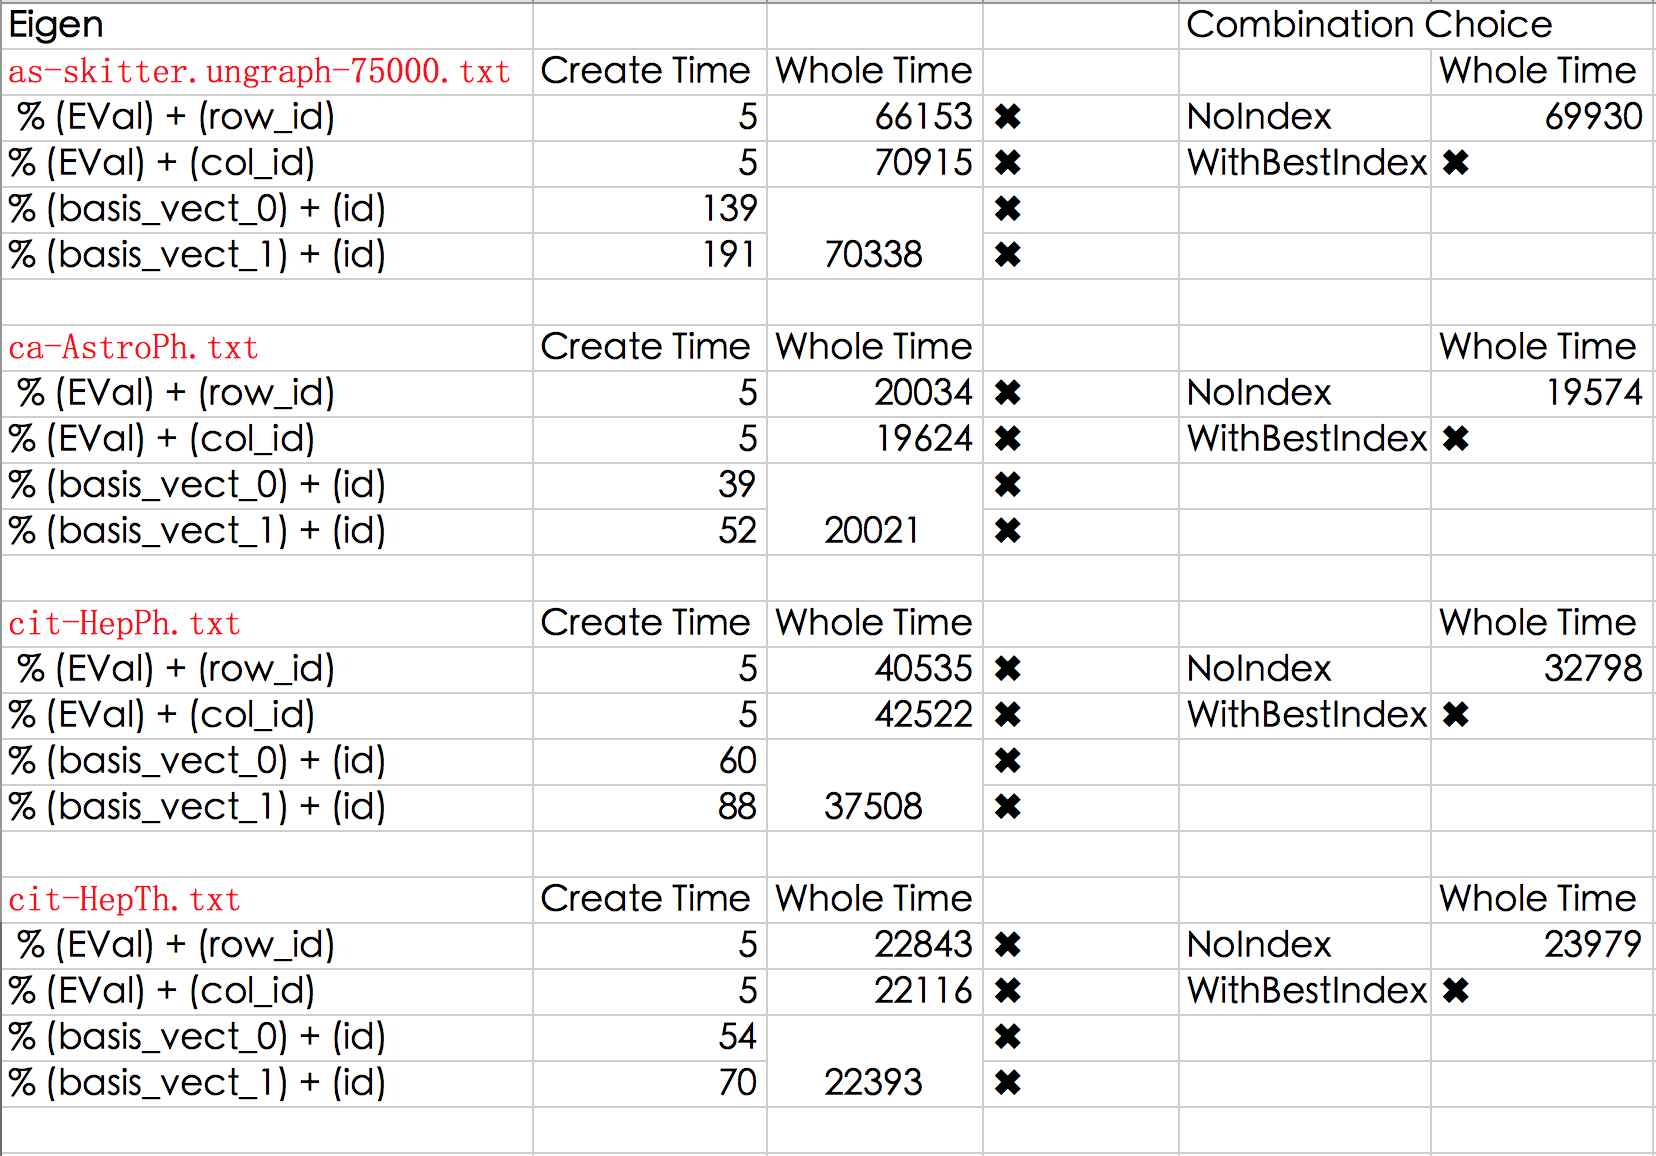 Eigen Combination Choice
as-skitter.ungraph-75000.txt Create Time Whole Time Whole Time
% (EVal) + (row_id) 5 66153 ✖ NoIndex 69930
% (EVal) + (col_id) 5 70915 ✖ WithBestIndex ✖
% (basis_vect_0) + (id) 139 ✖
% (basis_vect_1) + (id) 191 70338 ✖
ca-AstroPh.txt Create Time Whole Time Whole Time
% (EVal) + (row_id) 5 20034 ✖ NoIndex 19574
% (EVal) + (col_id) 5 19624 ✖ WithBestIndex ✖
% (basis_vect_0) + (id) 39 ✖
% (basis_vect_1) + (id) 52 20021 ✖
cit-HepPh.txt Create Time Whole Time Whole Time
% (EVal) + (row_id) 5 40535 ✖ NoIndex 32798
% (EVal) + (col_id) 5 42522 ✖ WithBestIndex ✖
% (basis_vect_0) + (id) 60 ✖
% (basis_vect_1) + (id) 88 37508 ✖
cit-HepTh.txt Create Time Whole Time Whole Time
% (EVal) + (row_id) 5 22843 ✖ NoIndex 23979
% (EVal) + (col_id) 5 22116 ✖ WithBestIndex ✖
% (basis_vect_0) + (id) 54 ✖
% (basis_vect_1) + (id) 70 22393 ✖